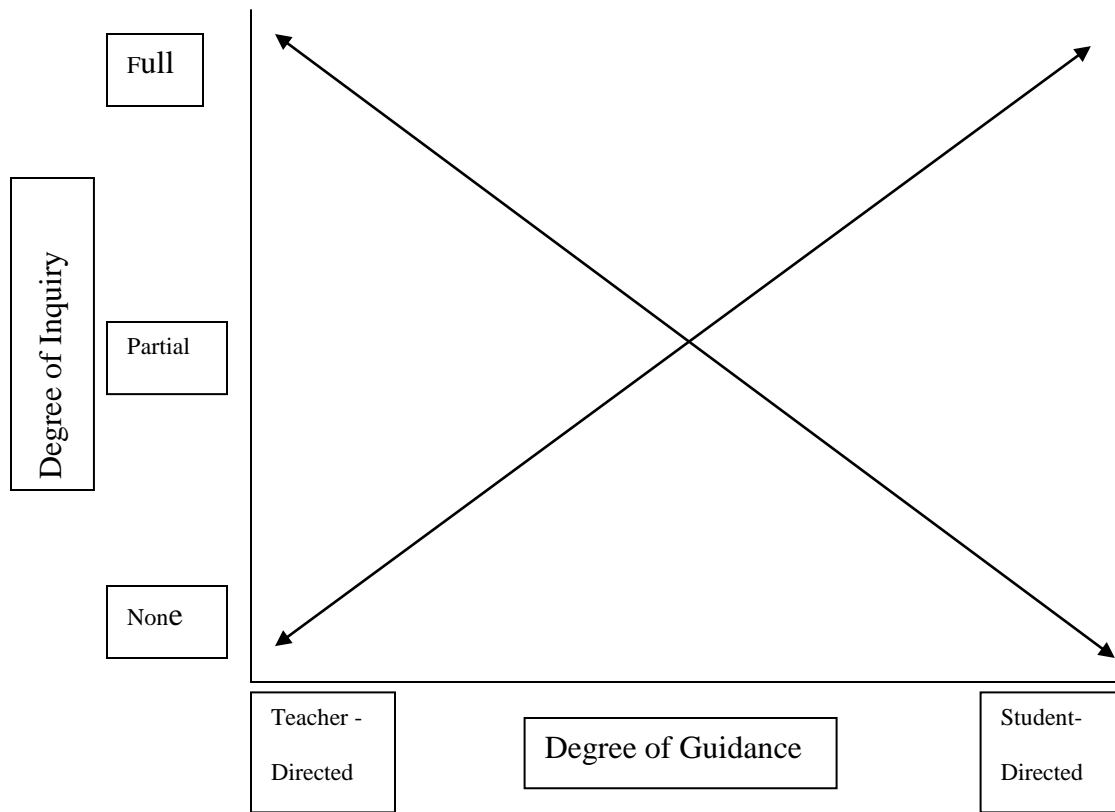 Full
Degree of Inquiry
Partial
None
Teacher -
Directed
Degree of Guidance
Student-
Directed